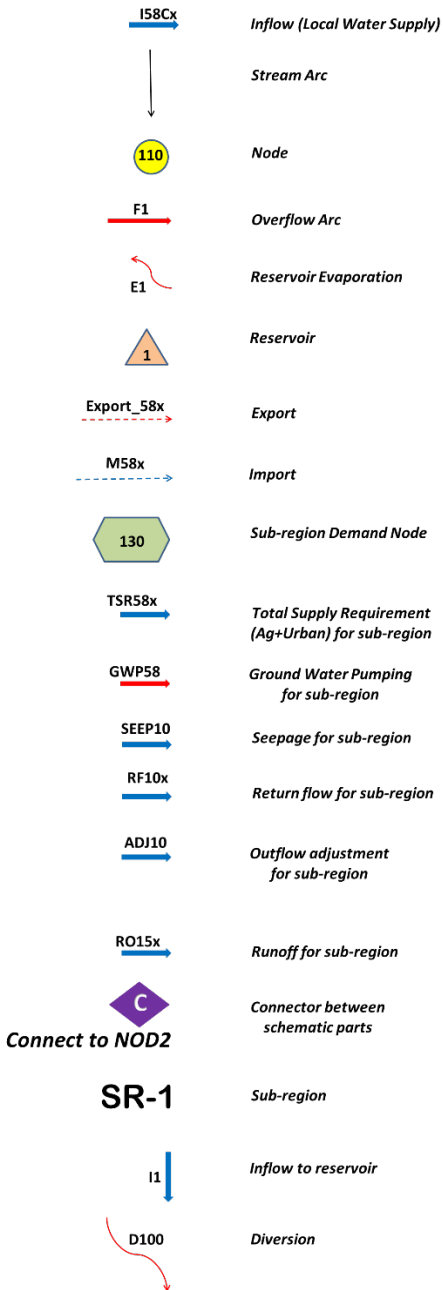 I58Cx
Inflow (Local Water Supply)
Stream Arc
110
Node
F1
Overflow Arc
E1
Reservoir Evaporation
1
Reservoir
Export_58x
Export
M58x
Import
130
Sub-region Demand Node
TSR58x
Total Supply Requirement
(Ag+Urban) for sub-region
GWP58
Ground Water Pumping
for sub-region
SEEP10
Seepage for sub-region
RF10x
Return flow for sub-region
ADJ10
Outflow adjustment
for sub-region
RO15x
Runoff for sub-region
C
Connect to NOD2
Connector between
schematic parts
SR-1
Sub-region
I1
Inflow to reservoir
D100
Diversion